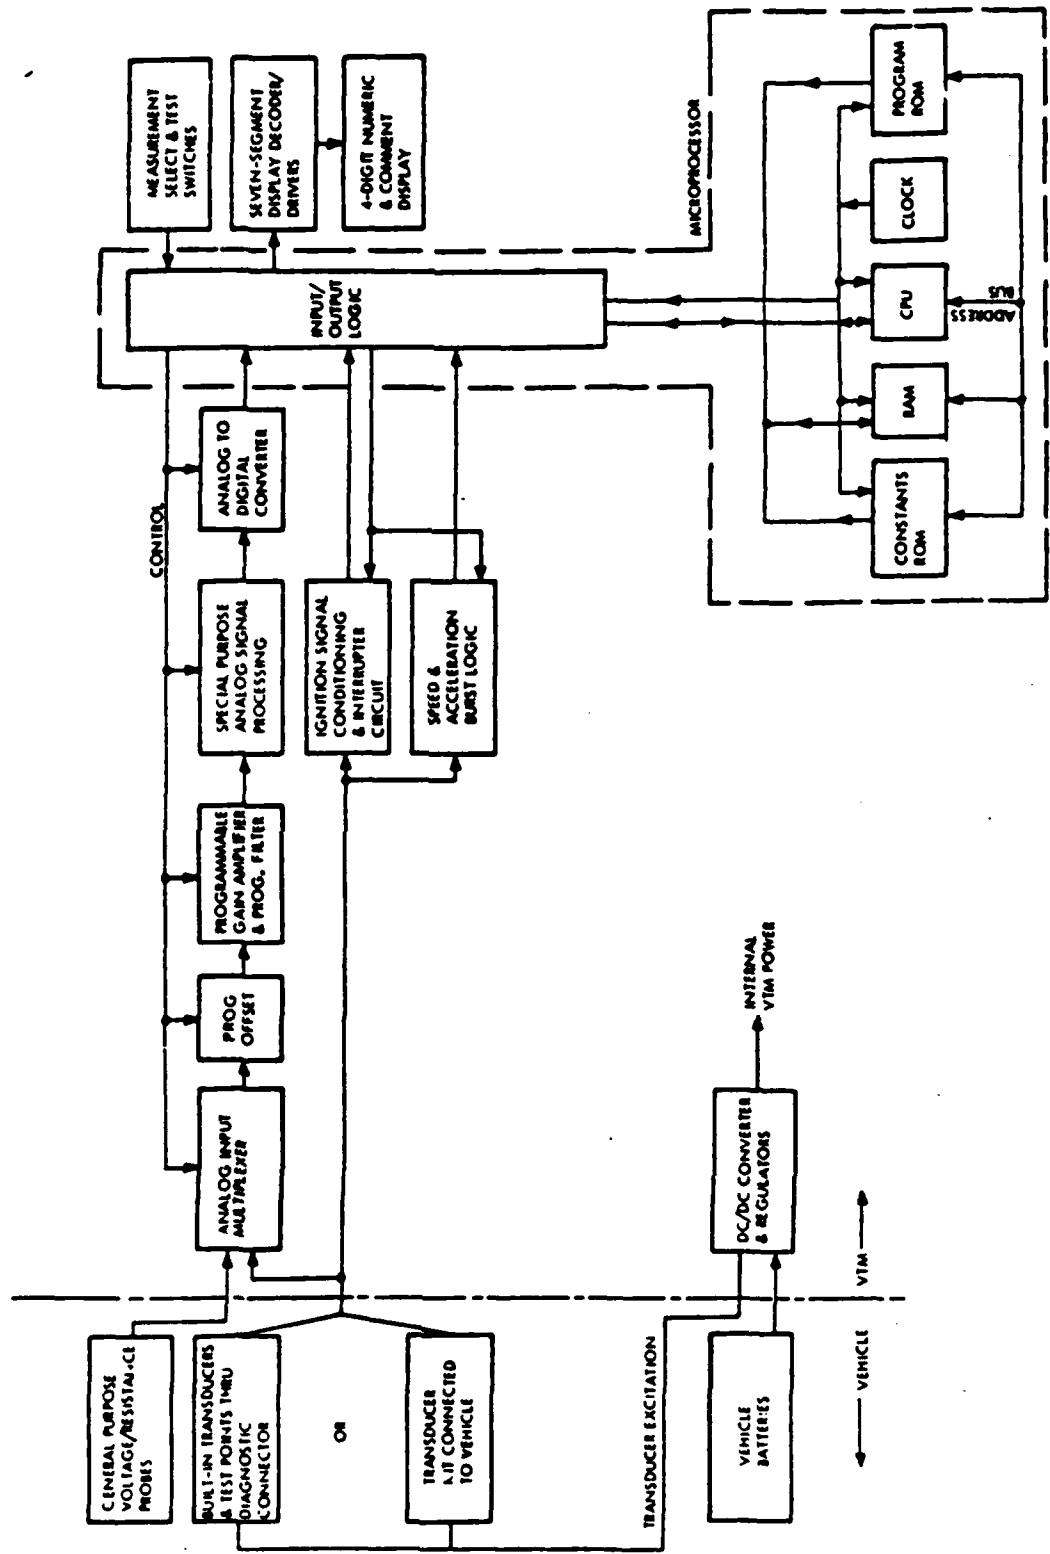 GENERAL PURPOSE
VOLTAGE/RESISTANCE
PROBES
BUILT-IN TRANSDUCERS
& TEST POINTS THRU
DIAGNOSTIC
CONNECTOR
OR
TRANSDUCER
KIT CONNECTED
TO VEHICLE
TRANSDUCER EXCITATION
VEHICLE
BATTERIES
VEHICLE
VTM
DC/DC CONVERTER
& REGULATORS
INTERNAL
VTM POWER
CONTROL
ANALOG INPUT
MULTIPLEXER
PROG
OFFSET
PROGRAMMABLE
GAIN AMPLIFIER
& PROG. FILTER
SPECIAL PURPOSE
ANALOG SIGNAL
PROCESSING
ANALOG TO
DIGITAL
CONVERTER
IGNITION SIGNAL
CONDITIONING
& INTERRUPTER
CIRCUIT
SPEED &
ACCELERATION
BURST LOGIC
INPUT/
OUTPUT
LOGIC
MEASUREMENT
SELECT & TEST
SWITCHES
SEVEN-SEGMENT
DISPLAY DECODER/
DRIVERS
4-DIGIT NUMERIC
& COMMENT
DISPLAY
MICROPROCESSOR
CONSTANTS
ROM
RAM
CPU
CLOCK
PROGRAM
ROM
ADDRESS
BUS